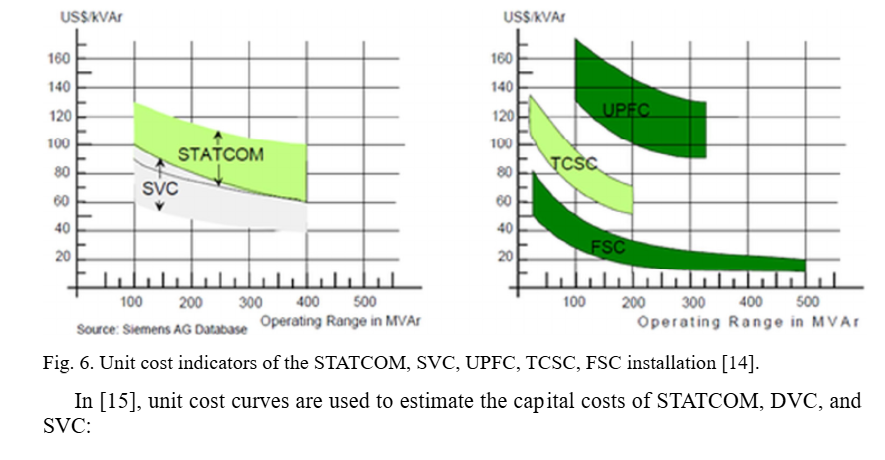 US$/kVAr
160
140
120
100
80
60
40
20
STATCOM
SVC
100 200 300 400 500
Source: Siemens AG Database Operating Range in MVAr
US$/kVAr
160
140
120
100
80
60
40
20
UPFC
TCSC
FSC
100 200 300 400 500
Operating Range in MVAr
Fig. 6. Unit cost indicators of the STATCOM, SVC, UPFC, TCSC, FSC installation [14].
In [15], unit cost curves are used to estimate the capital costs of STATCOM, DVC, and
SVC: